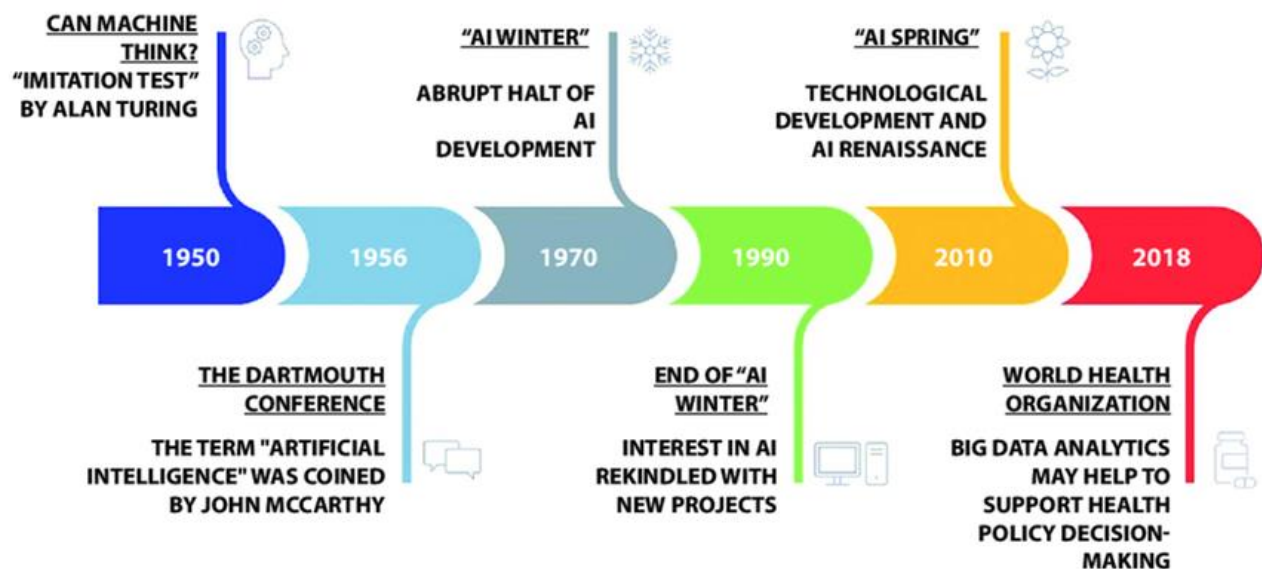 CAN MACHINE
THINK?
“IMITATION TEST”
BY ALAN TURING
“AI WINTER”
ABRUPT HALT OF
AI
DEVELOPMENT
“AI SPRING”
TECHNOLOGICAL
DEVELOPMENT AND
AI RENAISSANCE
1950
1956
1970
1990
2010
2018
THE DARTMOUTH
CONFERENCE
THE TERM "ARTIFICIAL
INTELLIGENCE" WAS COINED
BY JOHN MCCARTHY
END OF “AI
WINTER”
INTEREST IN AI
REKINDLED WITH
NEW PROJECTS
WORLD HEALTH
ORGANIZATION
BIG DATA ANALYTICS
MAY HELP TO
SUPPORT HEALTH
POLICY DECISION-
MAKING